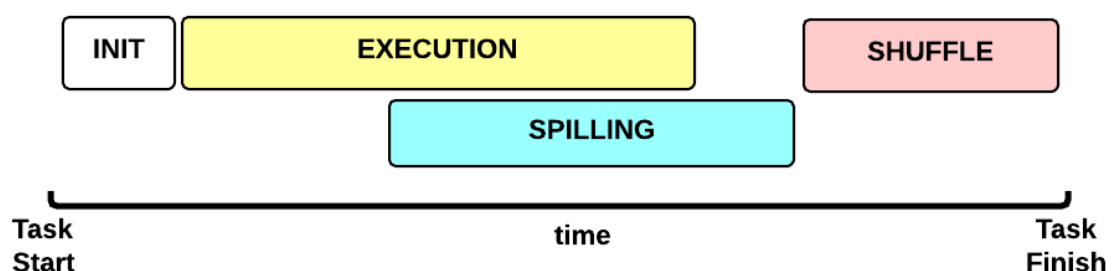 INIT
EXECUTION
SHUFFLE
SPILLING
Task
Start
time
Task
Finish